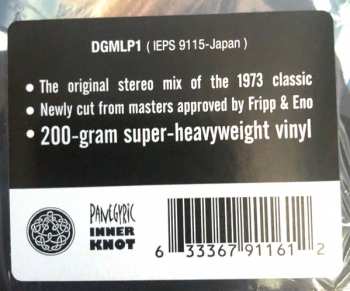 DGMLP1 ( IEPS 9115-Japan )
• The original stereo mix of the 1973 classic
• Newly cut from masters approved by Fripp & Eno
• 200-gram super-heavyweight vinyl
PANEGYRIC
INNER
KNOT
6 33367 91161 2